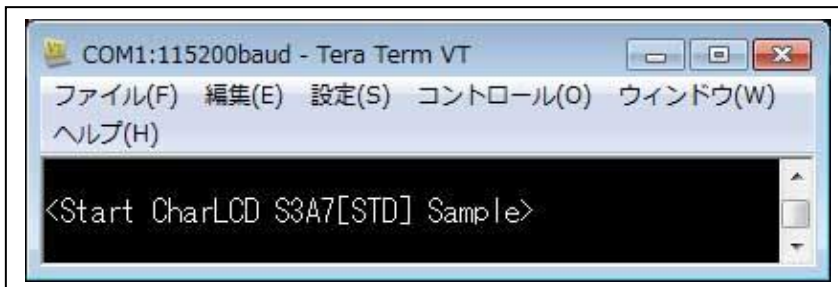 COM1:115200baud - Tera Term VT
ファイル(F) 編集(E) 設定(S) コントロール(O) ウィンドウ(W)
ヘルプ(H)
<Start CharLCD S3A7[STD] Sample>